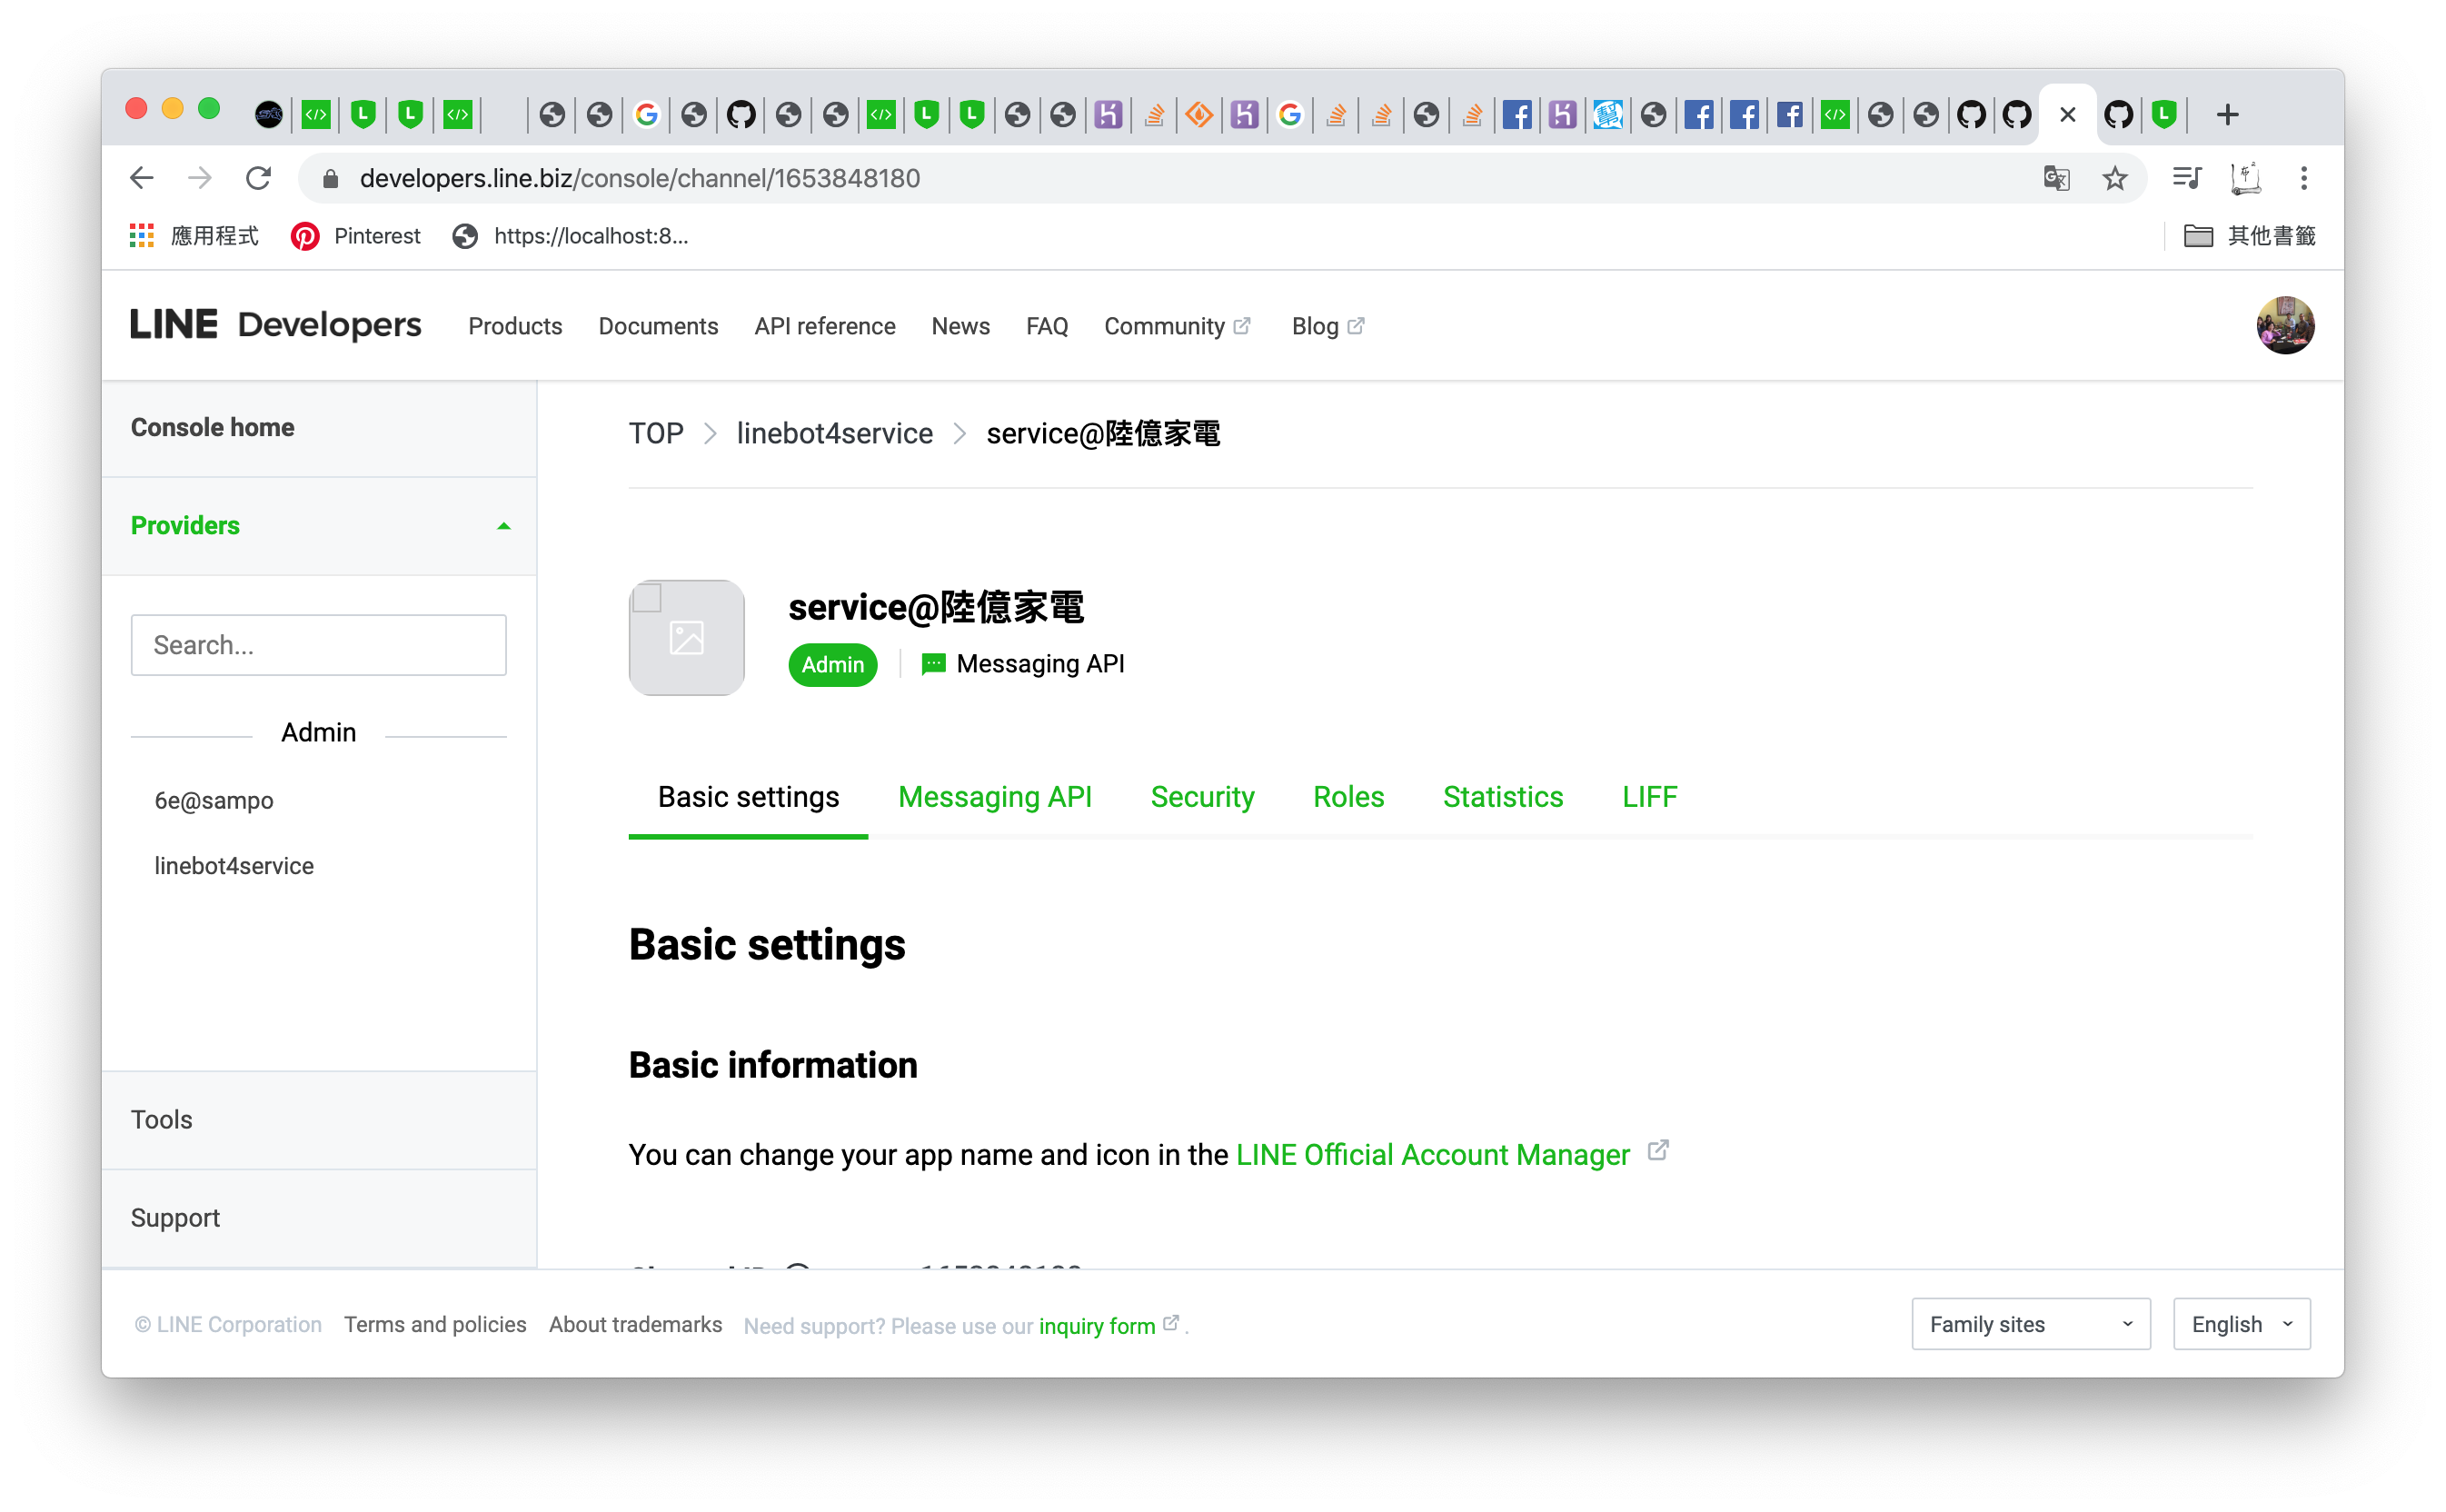 developers.line.biz/console/channel/1653848180
應用程式
Pinterest
https://localhost:8...
其他書籤
LINE Developers
Products
Documents
API reference
News
FAQ
Community
Blog
Console home
Providers
Search...
Admin
6e@sampo
linebot4service
Tools
Support
TOP > linebot4service > service@陸億家電
service@陸億家電
Admin
Messaging API
Basic settings
Messaging API
Security
Roles
Statistics
LIFF
Basic settings
Basic information
You can change your app name and icon in the LINE Official Account Manager
© LINE Corporation
Terms and policies
About trademarks
Need support? Please use our inquiry form .
Family sites
English